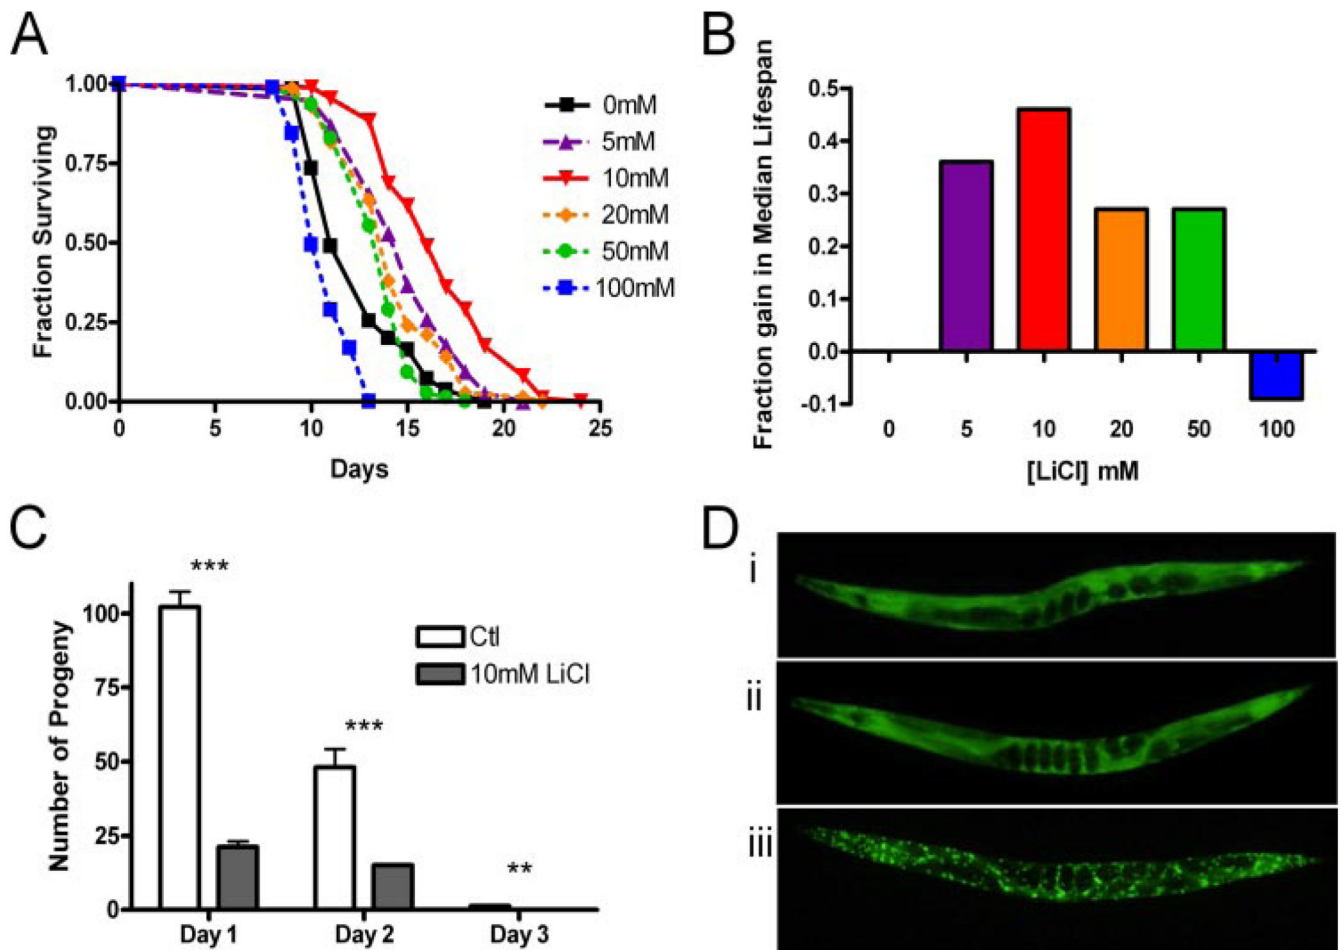 A
1.00
0.75
0.50
0.25
0.00
Fraction Surviving
0 5 10 15 20 25
Days
0mM
5mM
10mM
20mM
50mM
100mM
B
0.5
0.4
0.3
0.2
0.1
0.0
-0.1
Fraction gain in Median Lifespan
0 5 10 20 50 100
[LiCl] mM
C
***
***
**
100
75
50
25
0
Number of Progeny
Ctl
10mM LiCl
Day 1 Day 2 Day 3
D
i
ii
iii